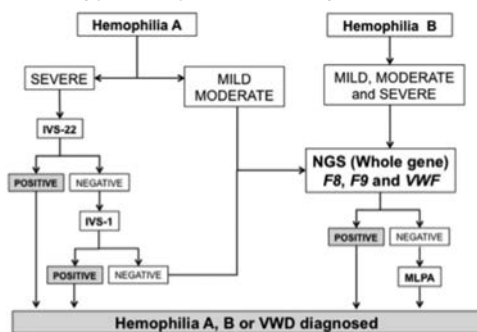 Hemophilia A
Hemophilia B
SEVERE
MILD
MODERATE
MILD, MODERATE
and SEVERE
IVS-22
NGS (Whole gene)
F8, F9 and VWF
POSITIVE
NEGATIVE
IVS-1
POSITIVE
NEGATIVE
POSITIVE
NEGATIVE
MLPA
Hemophilia A, B or VWD diagnosed